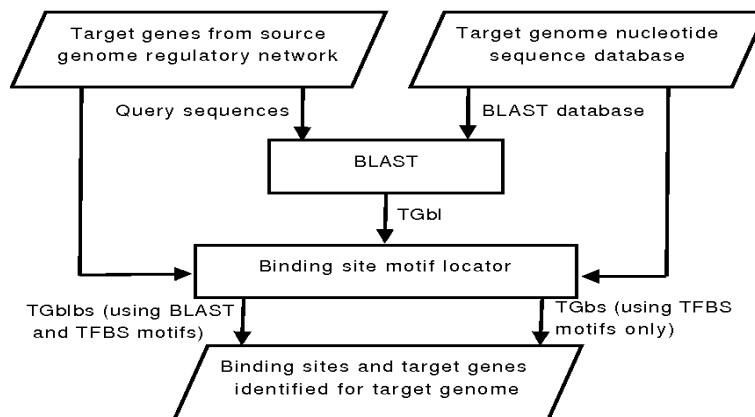 Target genes from source
genome regulatory network
Target genome nucleotide
sequence database
Query sequences
BLAST database
BLAST
TGbl
Binding site motif locator
TGblbs (using BLAST
and TFBS motifs)
TGbs (using TFBS
motifs only)
Binding sites and target genes
identified for target genome